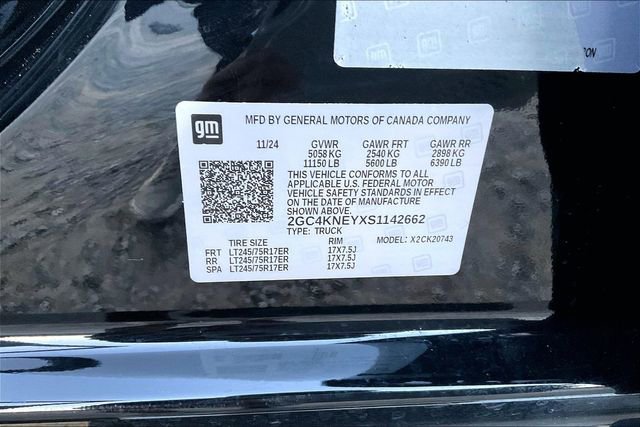 gm
MFD BY GENERAL MOTORS OF CANADA COMPANY
11/24 GVWR GAWR FRT GAWR RR
5058 KG 2540 KG 2898 KG
11150 LB 5600 LB 6390 LB
THIS VEHICLE CONFORMS TO ALL
APPLICABLE U.S. FEDERAL MOTOR
VEHICLE SAFETY STANDARDS IN EFFECT
ON THE DATE OF MANUFACTURE
SHOWN ABOVE.
2GC4KNEYXS1142662
TYPE: TRUCK MODEL: X2CK20743
TIRE SIZE RIM
FRT LT245/75R17ER 17X7.5J
RR LT245/75R17ER 17X7.5J
SPA LT245/75R17ER 17X7.5J